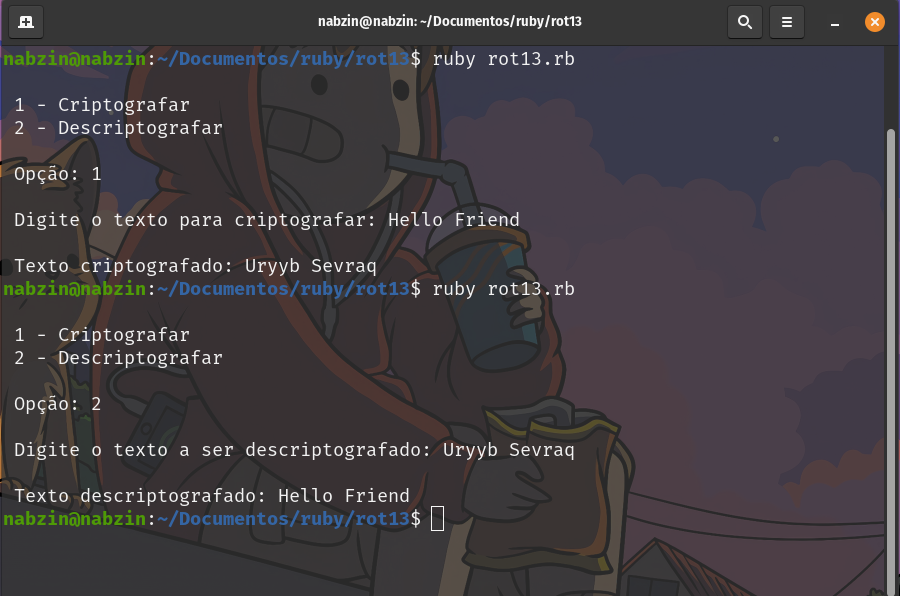 nabzin@nabzin: ~/Documentos/ruby/rot13
nabzin@nabzin:~/Documentos/ruby/rot13$ ruby rot13.rb
1 - Criptografar
2 - Descriptografar
Opção: 1
Digite o texto para criptografar: Hello Friend
Texto criptografado: Uryyb Sevraq
nabzin@nabzin:~/Documentos/ruby/rot13$ ruby rot13.rb
1 - Criptografar
2 - Descriptografar
Opção: 2
Digite o texto a ser descriptografado: Uryyb Sevraq
Texto descriptografado: Hello Friend
nabzin@nabzin:~/Documentos/ruby/rot13$